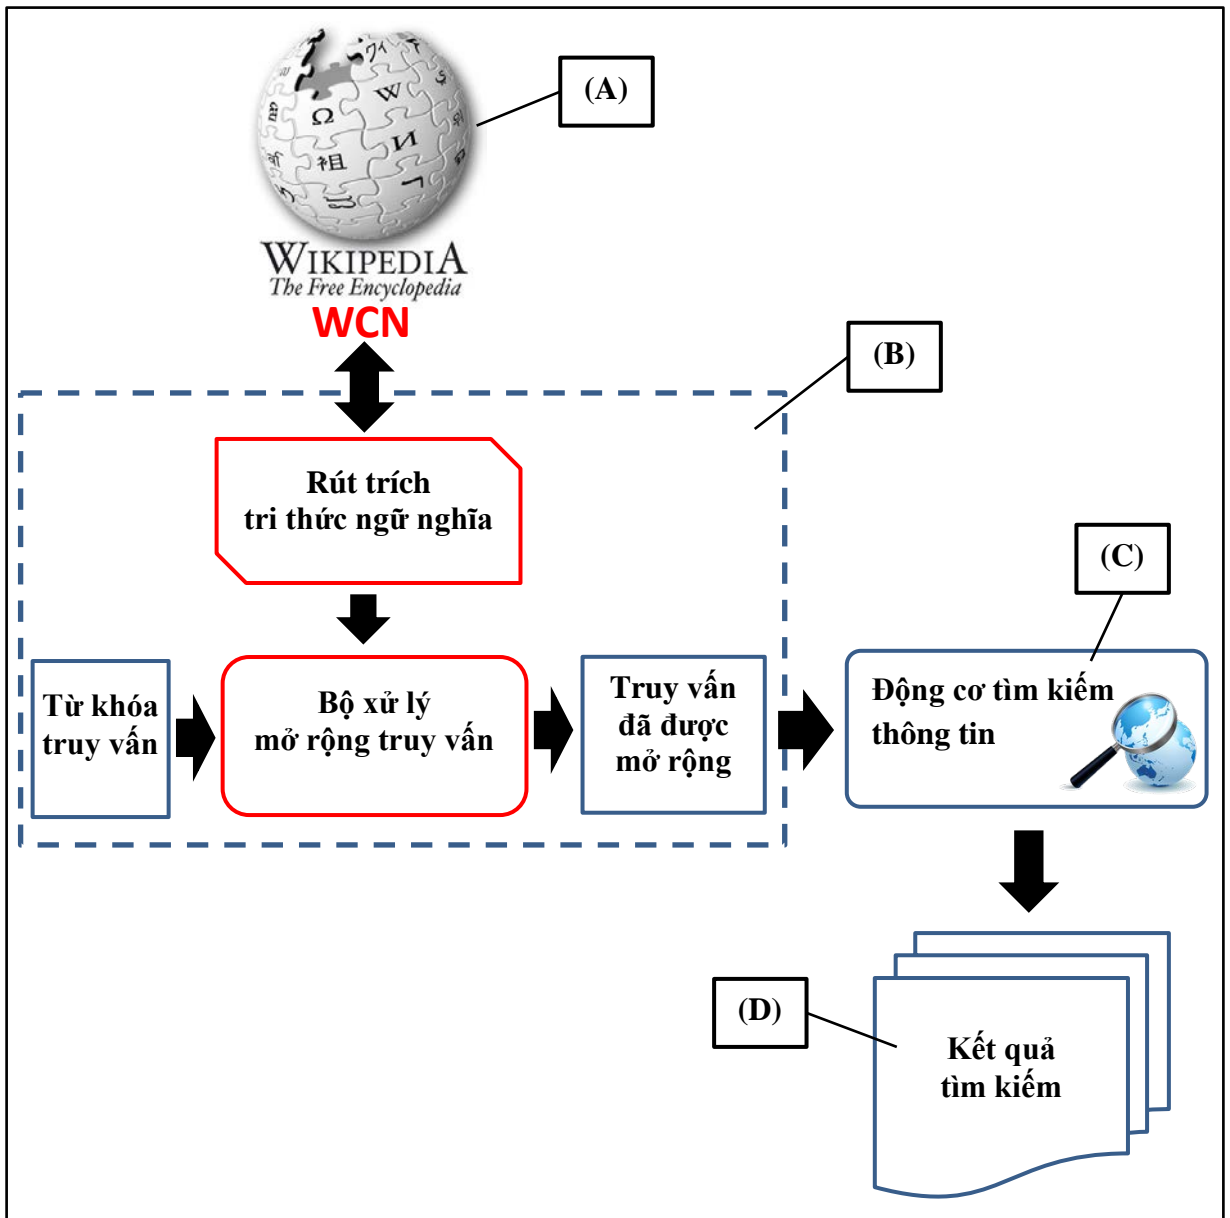 (A)
Ω
W
И
祖
WIKIPEDIA
The Free Encyclopedia
WCN
(B)
Rút trích
tri thức ngữ nghĩa
(C)
Từ khóa
truy vấn
Bộ xử lý
mở rộng truy vấn
Truy vấn
đã được
mở rộng
Động cơ tìm kiếm
thông tin
(D)
Kết quả
tìm kiếm